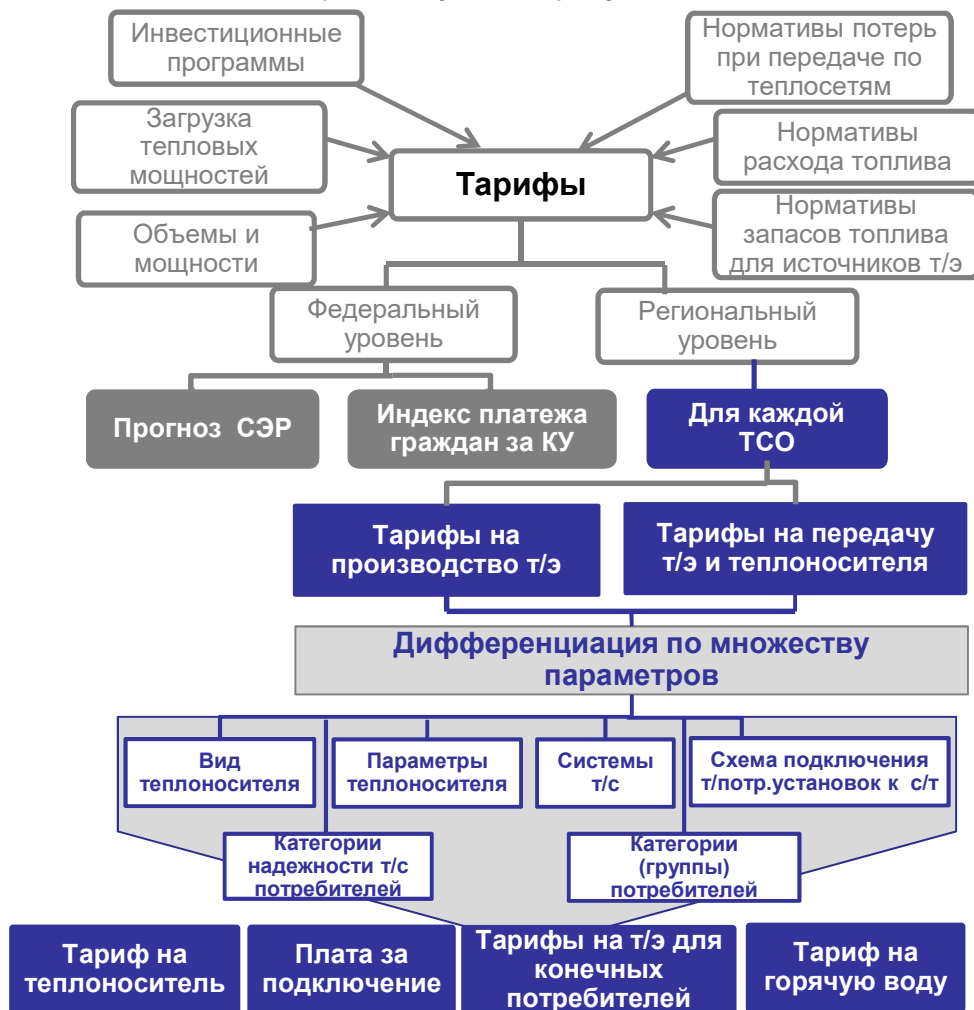 Инвестиционные
программы
Нормативы потерь
при передаче по
теплосетям
Загрузка
тепловых
мощностей
Нормативы
расхода топлива
Тарифы
Объемы и
мощности
Нормативы
запасов топлива
для источников т/э
Федеральный
уровень
Региональный
уровень
Прогноз СЭР
Индекс платежа
граждан за КУ
Для каждой
ТСО
Тарифы на
производство т/э
Тарифы на передачу
т/э и теплоносителя
Дифференциация по множеству
параметров
Вид
теплоносителя
Параметры
теплоносителя
Системы
т/с
Схема подключения
т/потр.установок к с/т
Категории
надежности т/с
потребителей
Категории
(группы)
потребителей
Тариф на
теплоноситель
Плата за
подключение
Тарифы на т/э для
конечных
потребителей
Тариф на
горячую воду